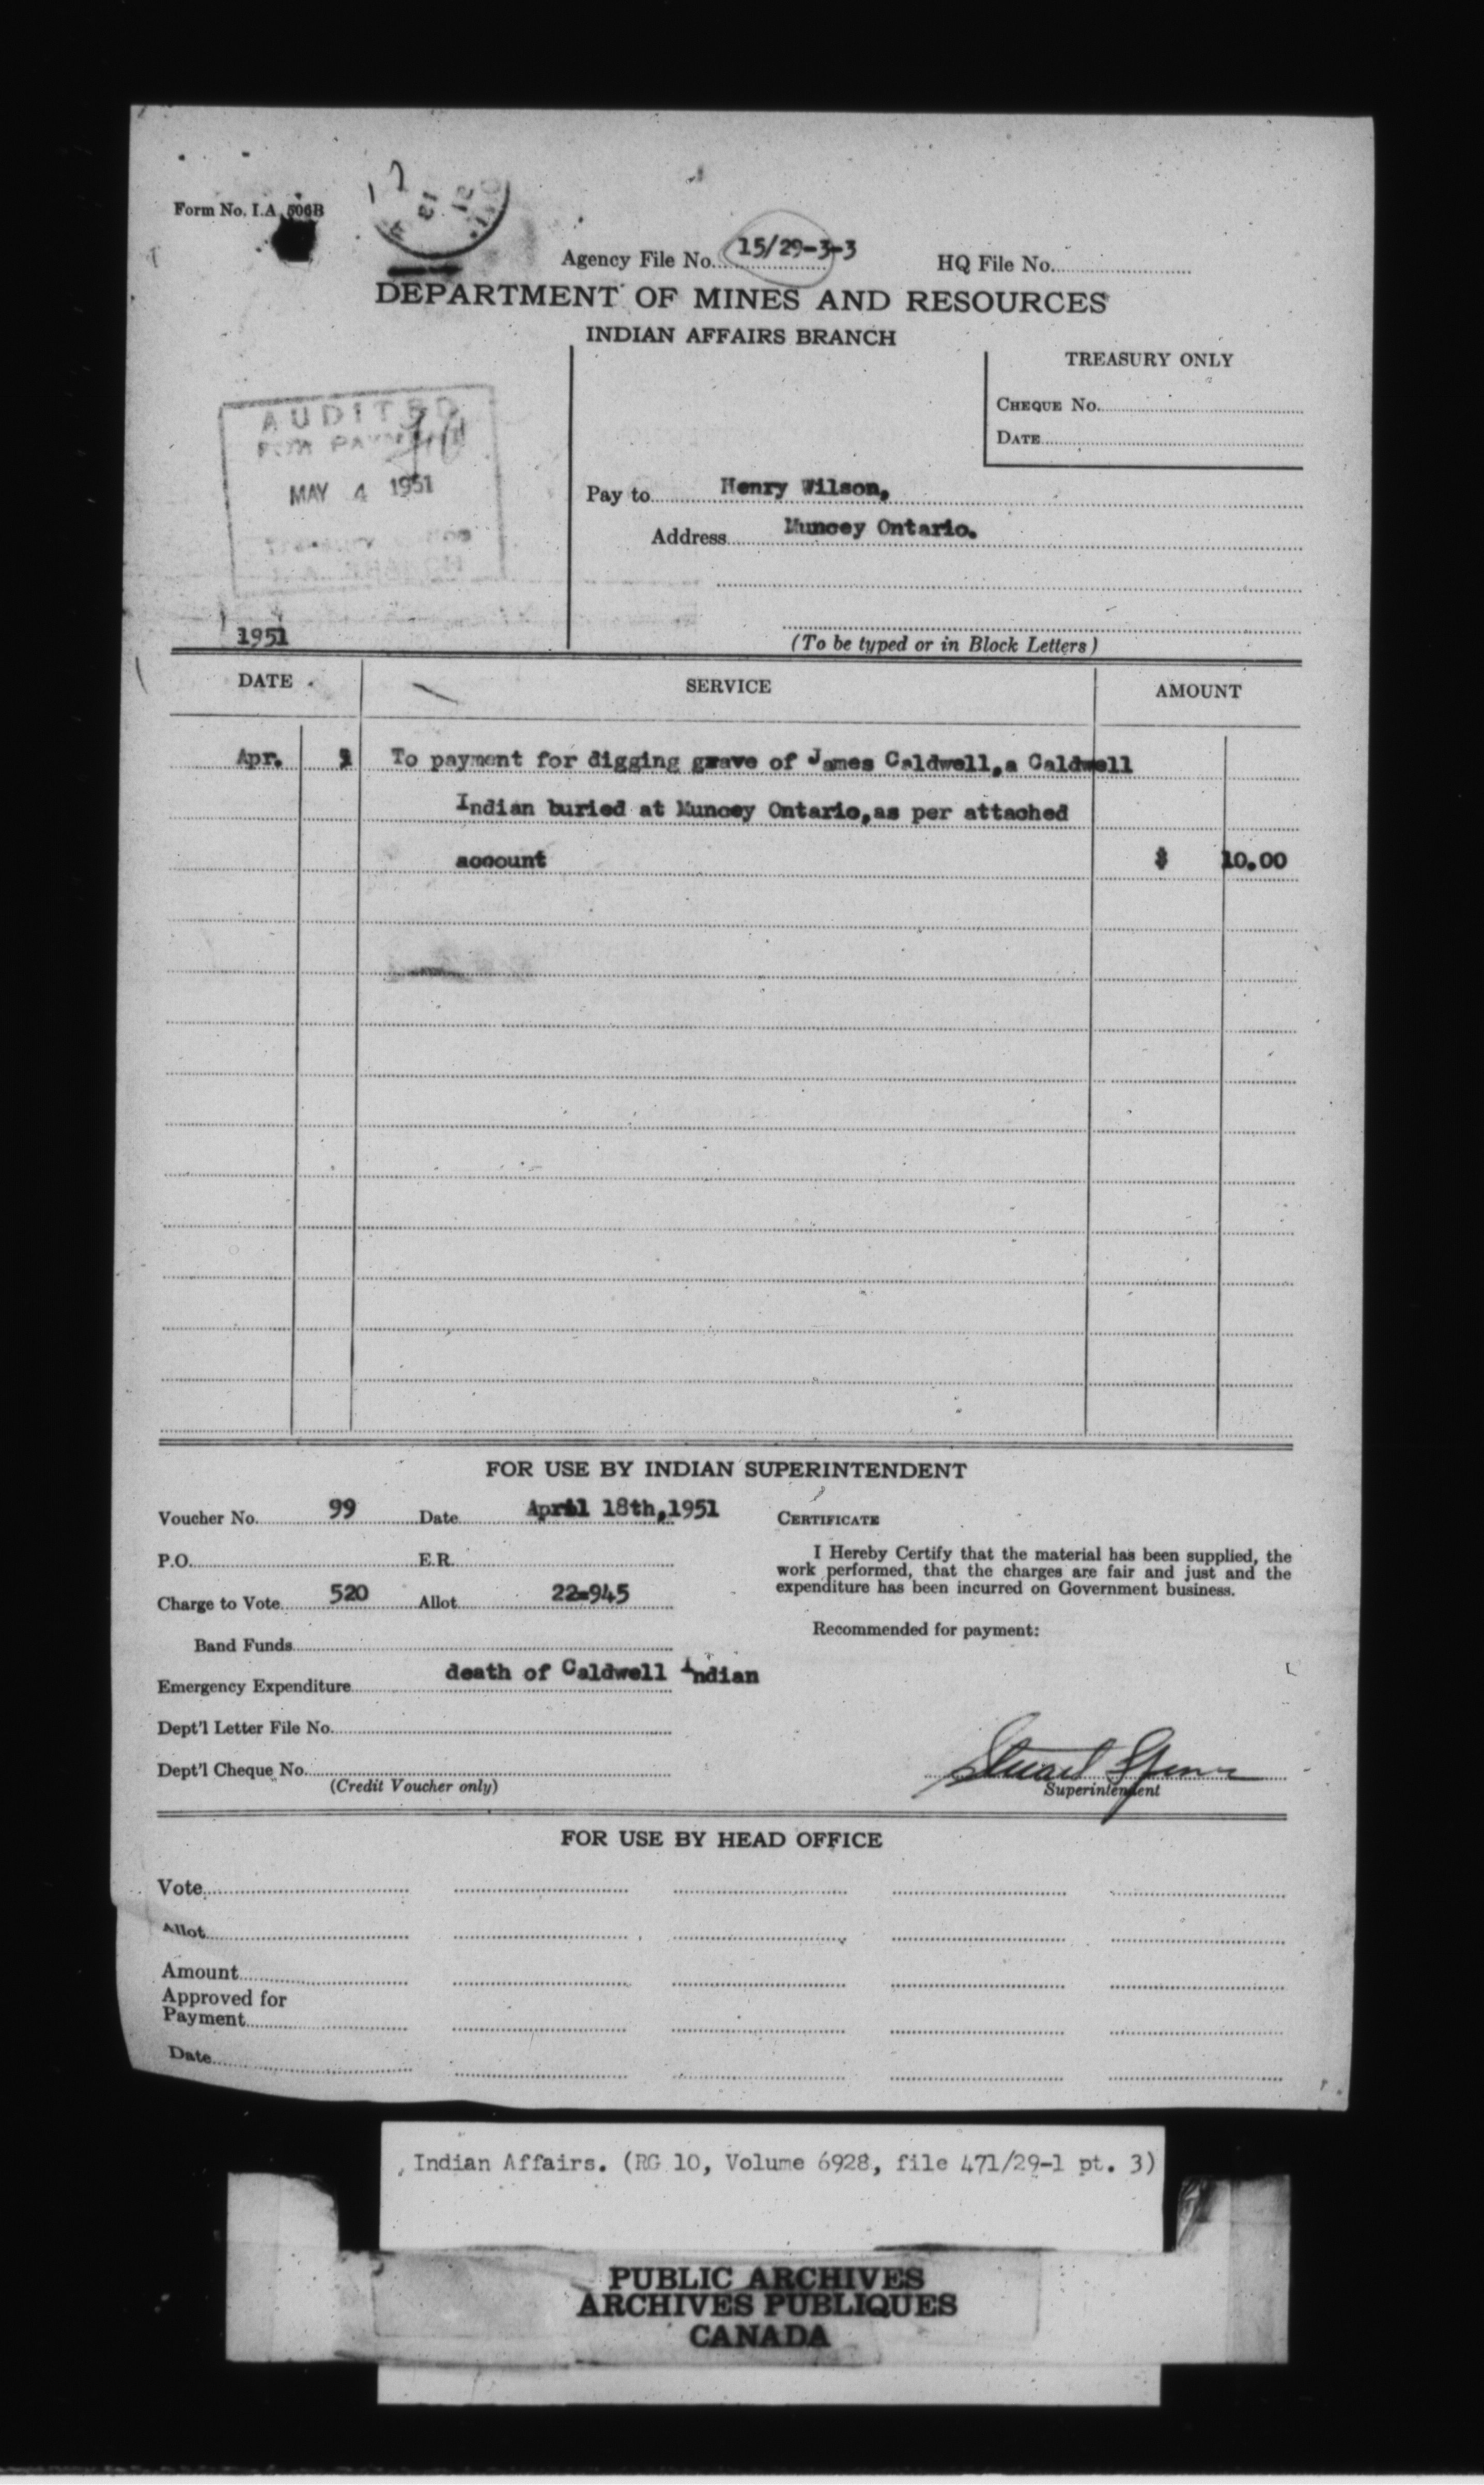 Form No. I.A. 506B
Agency File No. 15/29-3-3 HQ File No.
DEPARTMENT OF MINES AND RESOURCES
INDIAN AFFAIRS BRANCH
TREASURY ONLY
CHEQUE No.
DATE
AUDITED
FOR PAYMENT
MAY 4 1951
TREASURY
BRANCH
Pay to Henry Wilson,
Address Muncey Ontario.
1951
(To be typed or in Block Letters)
DATE SERVICE AMOUNT
Apr. To payment for digging grave of James Caldwell, a Caldwell
Indian buried at Muncey Ontario, as per attached
account $ 10.00
FOR USE BY INDIAN SUPERINTENDENT
Voucher No. 99 Date April 18th, 1951
P.O. E.R.
Charge to Vote 520 Allot. 22-945
Band Funds
Emergency Expenditure death of Caldwell Indian
Dept'l Letter File No.
Dept'l Cheque No.
(Credit Voucher only)
CERTIFICATE
I Hereby Certify that the material has been supplied, the
work performed, that the charges are fair and just and the
expenditure has been incurred on Government business.
Recommended for payment:
Stuart
Superintendent
FOR USE BY HEAD OFFICE
Vote
Allot.
Amount
Approved for
Payment
Date
Indian Affairs. (RG 10, Volume 6928, file 471/29-1 pt. 3)
PUBLIC ARCHIVES
ARCHIVES PUBLIQUES
CANADA